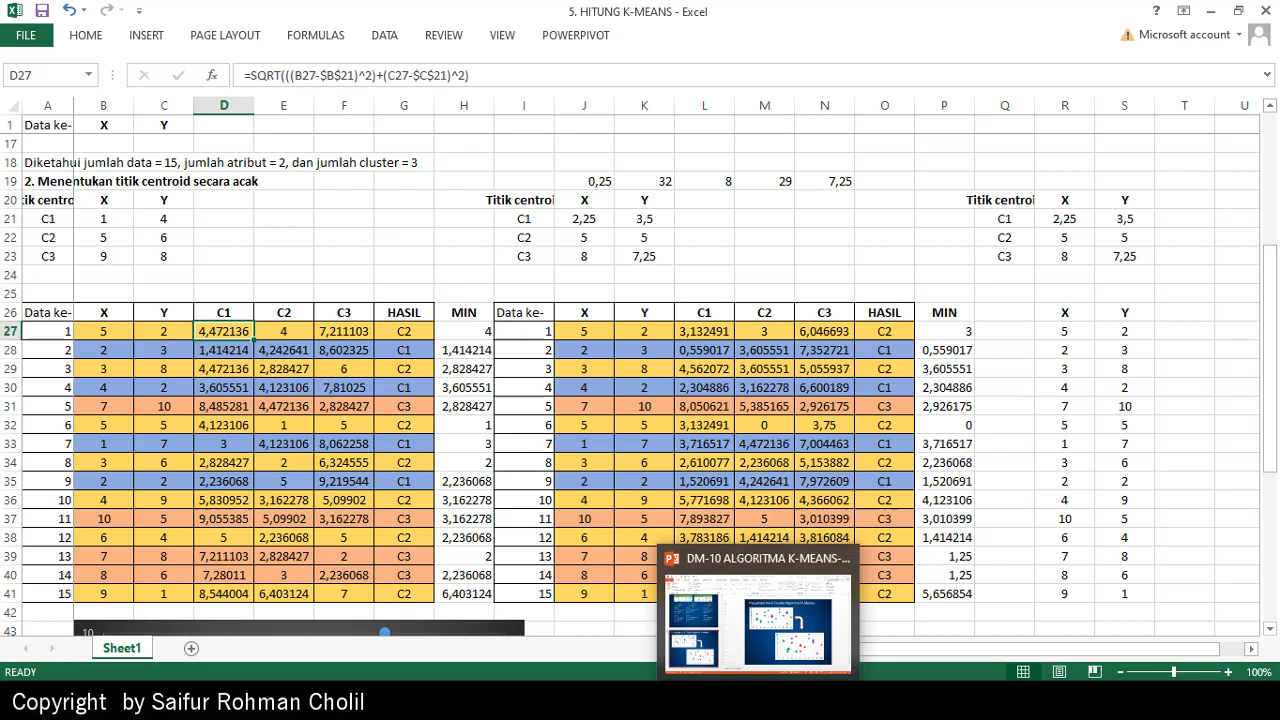 5. HITUNG K-MEANS - Excel
FILE HOME INSERT PAGE LAYOUT FORMULAS DATA REVIEW VIEW POWERPIVOT Microsoft account
D27 fx =SQRT(((B27-$B$21)^2)+(C27-$C$21)^2)
A B C D E F G H I J K L M N O P Q R S T U
1 Data ke- X Y
17
18 Diketahui jumlah data = 15, jumlah atribut = 2, dan jumlah cluster = 3
19 2. Menentukan titik centroid secara acak 0,25 32 8 29 7,25
20 ik centro X Y Titik centroi X Y Titik centroi X Y
21 C1 1 4 C1 2,25 3,5 C1 2,25 3,5
22 C2 5 6 C2 5 5 C2 5 5
23 C3 9 8 C3 8 7,25 C3 8 7,25
24
25
26 Data ke- X Y C1 C2 C3 HASIL MIN Data ke- X Y C1 C2 C3 HASIL MIN X Y
27 1 5 2 4,472136 4 7,211103 C2 4 1 5 2 3,132491 3 6,046693 C2 3 5 2
28 2 2 3 1,414214 4,242641 8,602325 C1 1,414214 2 2 3 0,559017 3,605551 7,352721 C1 0,559017 2 3
29 3 3 8 4,472136 2,828427 6 C2 2,828427 3 3 8 4,562072 3,605551 5,055937 C2 3,605551 3 8
30 4 4 2 3,605551 4,123106 7,81025 C1 3,605551 4 4 2 2,304886 3,162278 6,600189 C1 2,304886 4 2
31 5 7 10 8,485281 4,472136 2,828427 C3 2,828427 5 7 10 8,050621 5,385165 2,926175 C3 2,926175 7 10
32 6 5 5 4,123106 1 5 C2 1 6 5 5 3,132491 0 3,75 C2 0 5 5
33 7 1 7 3 4,123106 8,062258 C1 3 7 1 7 3,716517 4,472136 7,004463 C1 3,716517 1 7
34 8 3 6 2,828427 2 6,324555 C2 2 8 3 6 2,610077 2,236068 5,153882 C2 2,236068 3 6
35 9 2 2 2,236068 5 9,219544 C1 2,236068 9 2 2 1,520691 4,242641 7,972609 C1 1,520691 2 2
36 10 4 9 5,830952 3,162278 5,09902 C2 3,162278 10 4 9 5,771698 4,123106 4,366062 C2 4,123106 4 9
37 11 10 5 9,055385 5,09902 3,162278 C3 3,162278 11 10 5 7,893827 5 3,010399 C3 3,010399 10 5
38 12 6 4 5 2,236068 5 C2 2,236068 12 6 4 3,783186 1,414214 3,816084 C2 1,414214 6 4
39 13 7 8 7,211103 2,828427 2 C3 2 13 7 8 C3 1,25 7 8
40 14 8 6 7,28011 3 2,236068 C3 2,236068 14 8 6 C3 1,25 8 6
41 15 9 1 8,544004 6,403124 7 C2 6,403124 15 9 1 C2 5,656854 9 1
42
43 10
DM-10 ALGORITMA K-MEANS-...
Sheet1
READY 100%
Copyright by Saifur Rohman Cholil